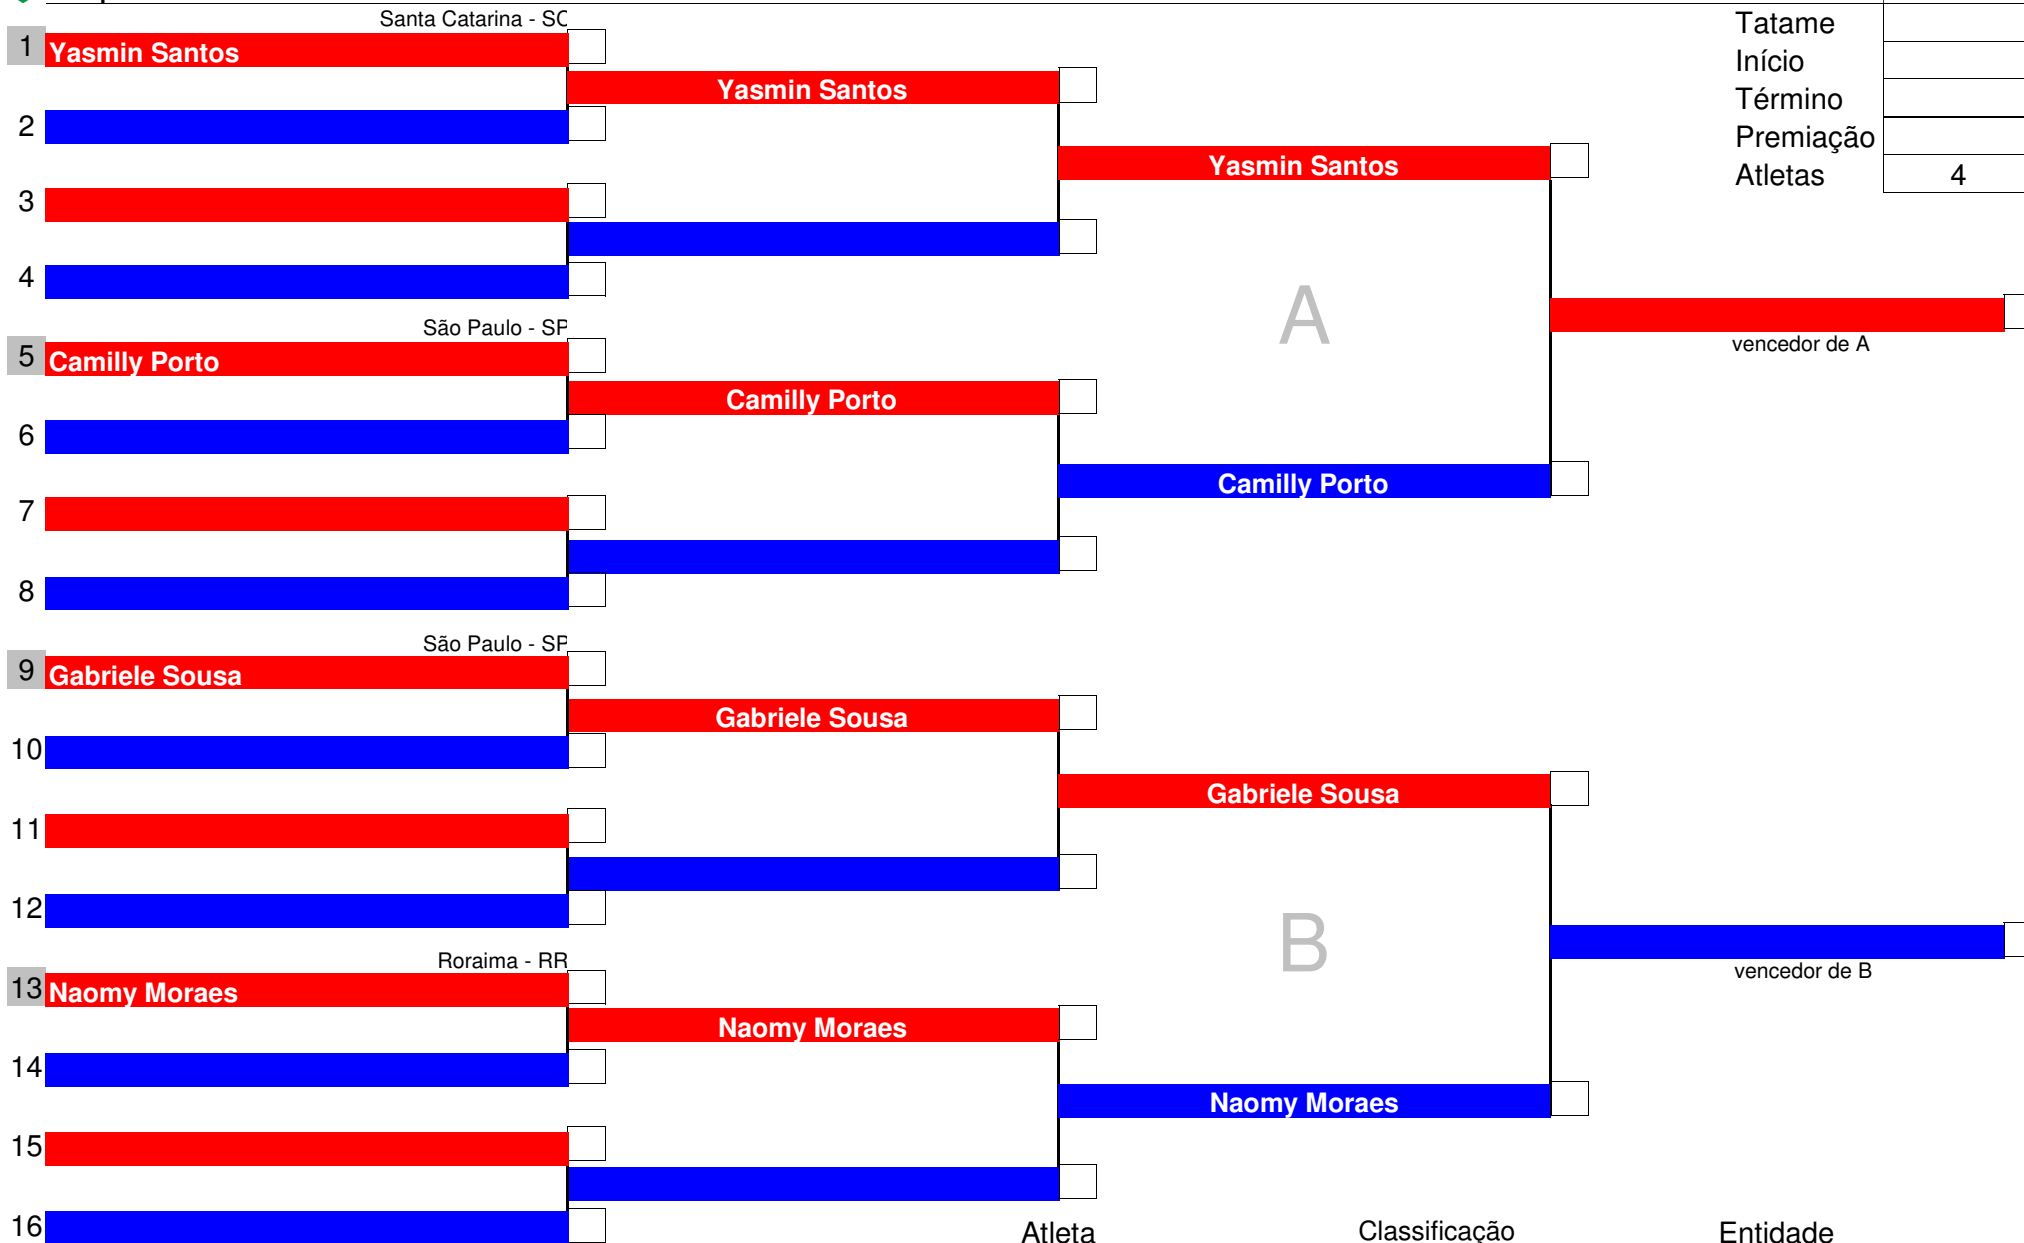 Santa Catarina - SC
Tatame
1 Yasmin Santos
Início
Yasmin Santos
Término
2
Premiação
Yasmin Santos
Atletas 4
3
4
A
São Paulo - SP
vencedor de A
5 Camilly Porto
Camilly Porto
6
Camilly Porto
7
8
São Paulo - SP
9 Gabriele Sousa
Gabriele Sousa
10
Gabriele Sousa
11
12
B
Roraima - RR
vencedor de B
13 Naomy Moraes
Naomy Moraes
14
Naomy Moraes
15
16
Atleta Classificação Entidade